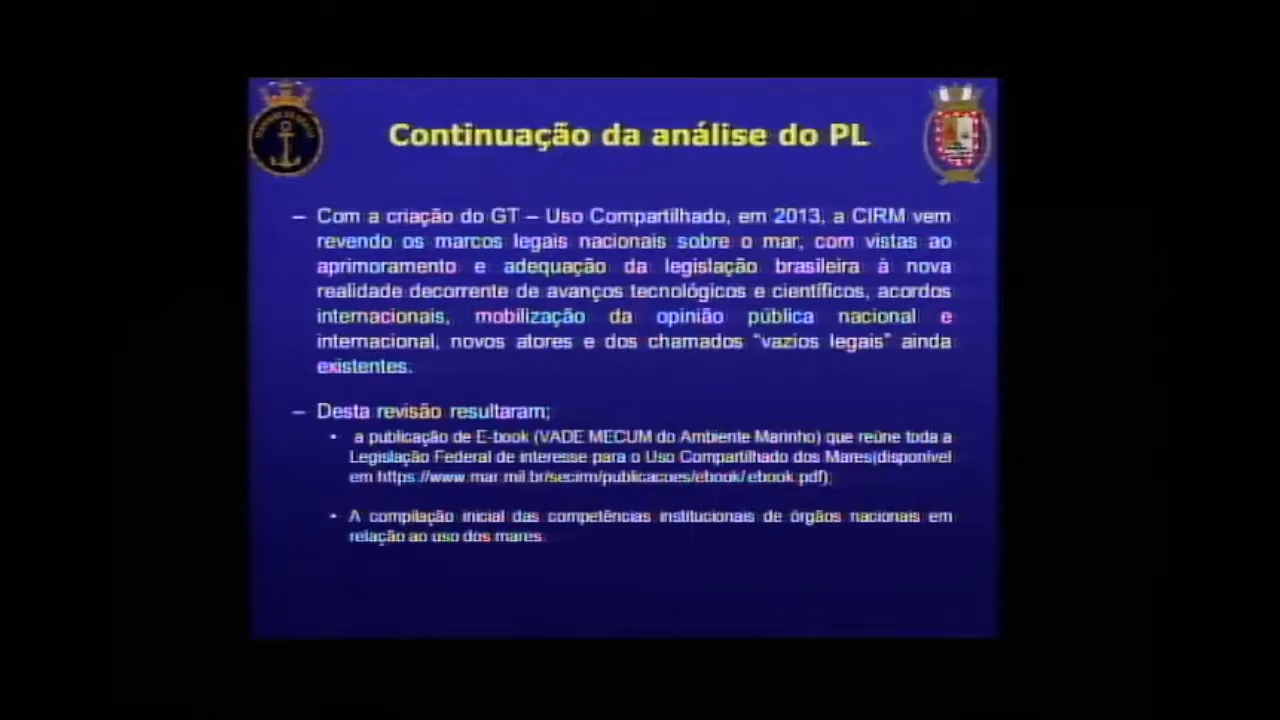 Continuação da análise do PL
– Com a criação do GT – Uso Compartilhado, em 2013, a CIRM vem
revendo os marcos legais nacionais sobre o mar, com vistas ao
aprimoramento e adequação da legislação brasileira à nova
realidade decorrente de avanços tecnológicos e científicos, acordos
internacionais, mobilização da opinião pública nacional e
internacional, novos atores e dos chamados "vazios legais" ainda
existentes.
– Desta revisão resultaram;
• a publicação de E-book (VADE MECUM do Ambiente Marinho) que reúne toda a
Legislação Federal de interesse para o Uso Compartilhado dos Mares(disponível
em https://www.mar.mil.br/secirm/publicacoes/ebook/ebook.pdf);
• A compilação inicial das competências institucionais de órgãos nacionais em
relação ao uso dos mares.